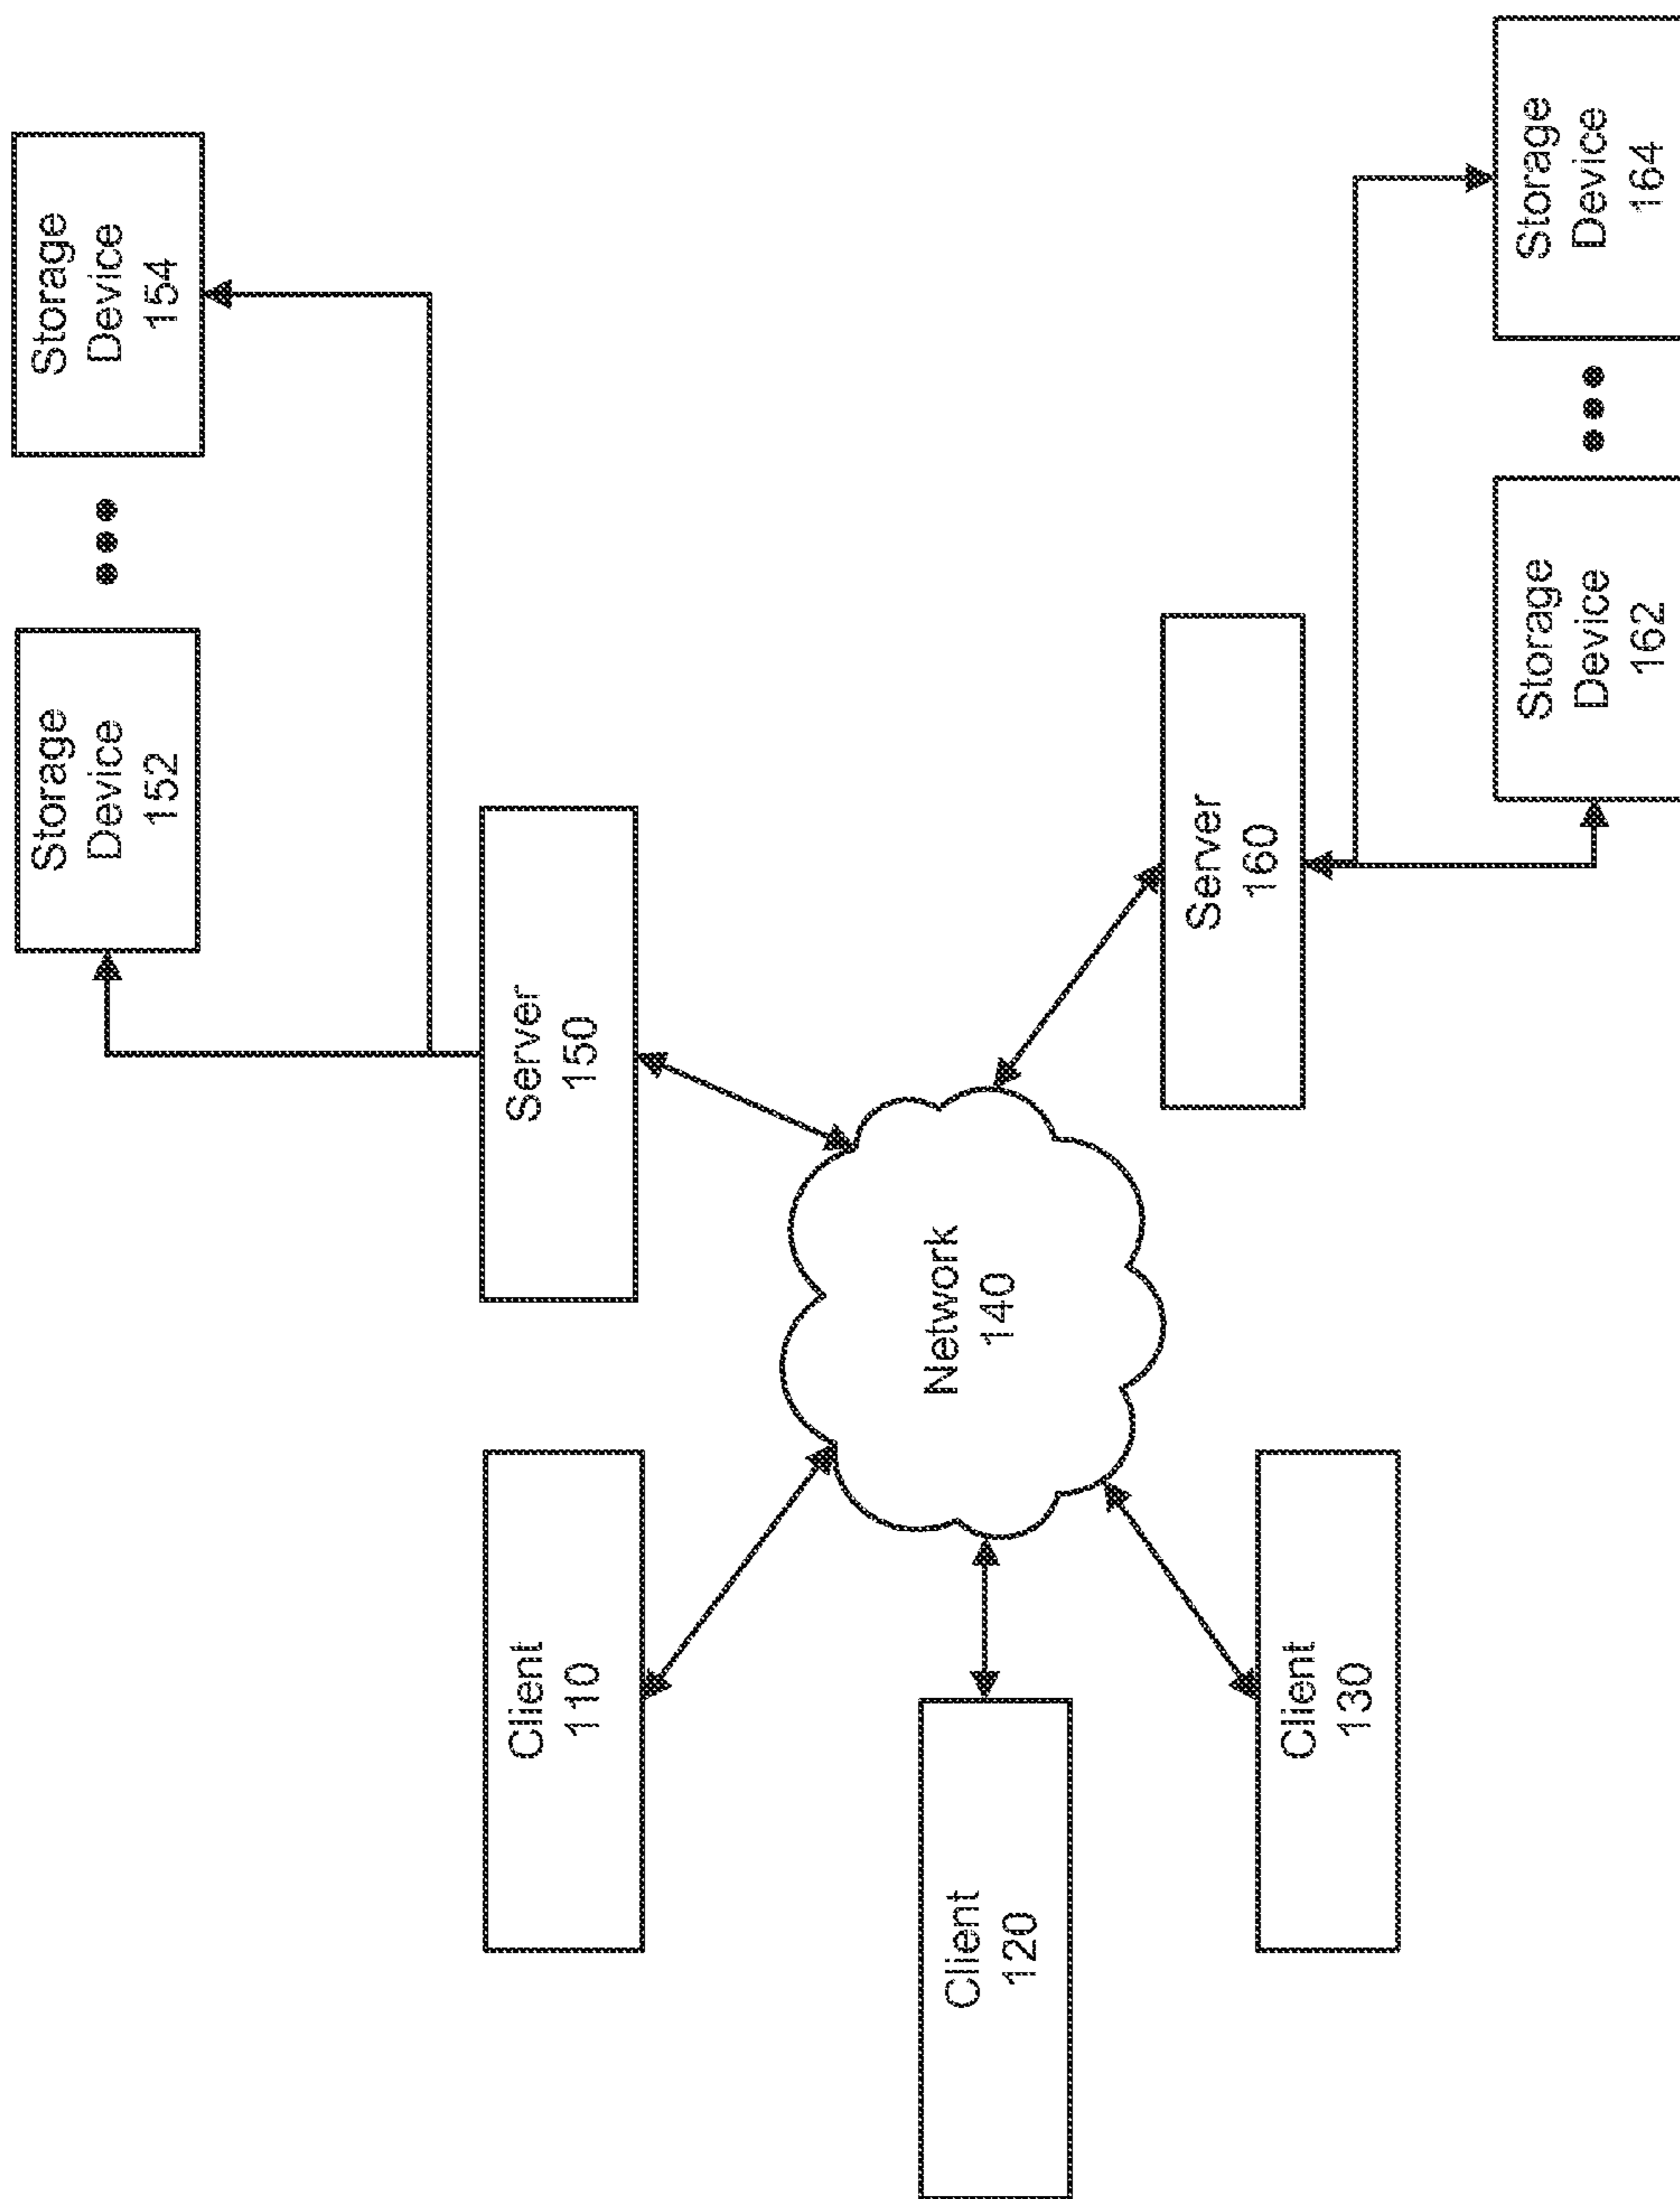 Storage
Device
152
Storage
Device
154
Client
110
Server
150
Client
120
Network
140
Client
130
Server
160
Storage
Device
162
Storage
Device
164